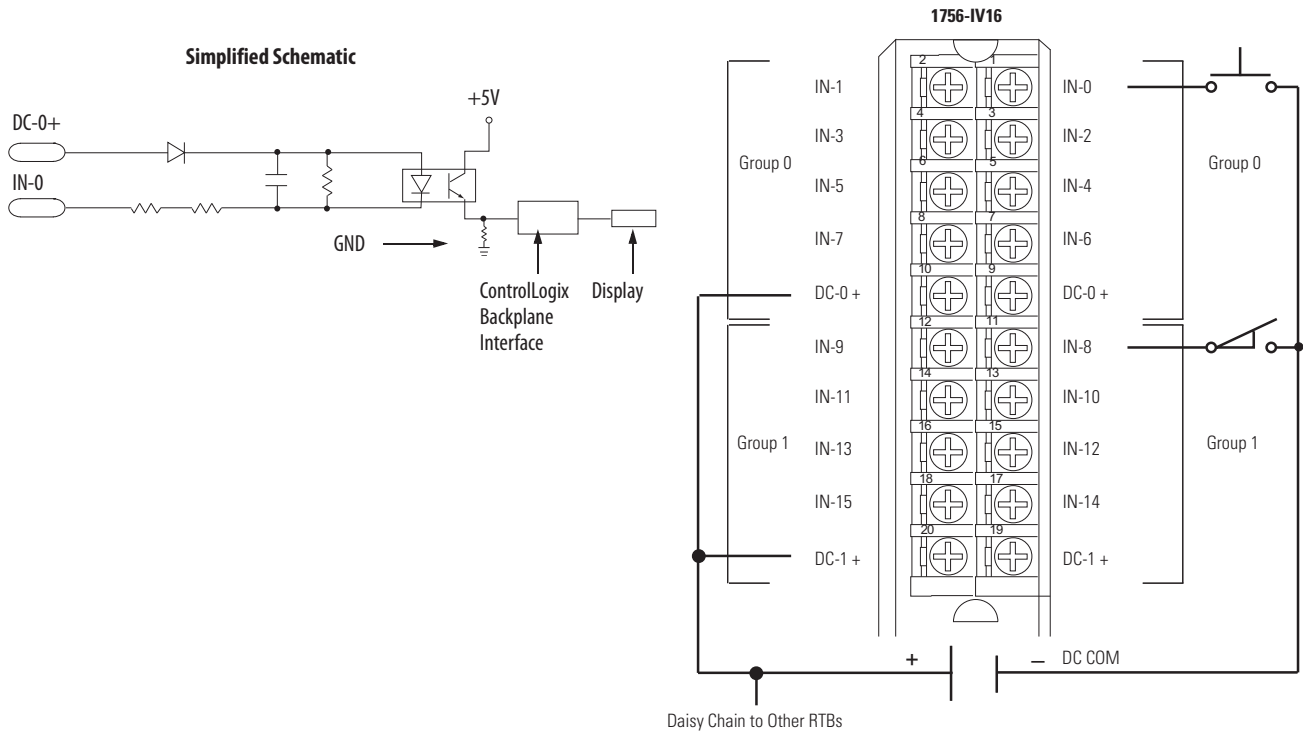 1756-IV16
Simplified Schematic
+5V
DC-0+
IN-0
GND
ControlLogix
Backplane
Interface
Display
Group 0
Group 1
IN-1
IN-3
IN-5
IN-7
DC-0 +
IN-9
IN-11
IN-13
IN-15
DC-1 +
2 1
4 3
6 5
8 7
10 9
12 11
14 13
16 15
18 17
20 19
IN-0
IN-2
IN-4
IN-6
DC-0 +
IN-8
IN-10
IN-12
IN-14
DC-1 +
Group 0
Group 1
+ – DC COM
Daisy Chain to Other RTBs